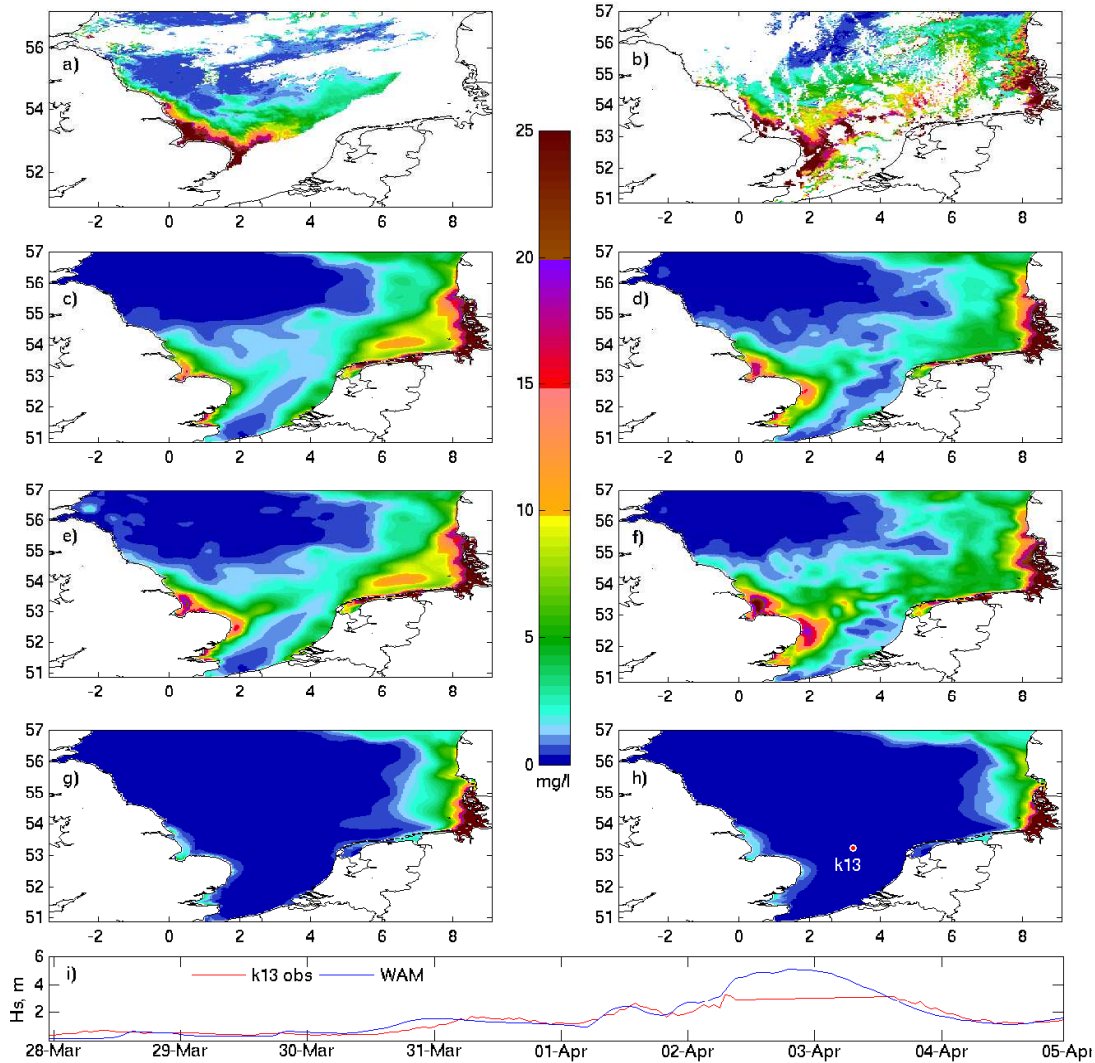 a)
56
54
52
-2 0 2 4 6 8
b)
57
56
55
54
53
52
51
-2 0 2 4 6 8
25
20
15
10
5
0
mg/l
c)
57
56
55
54
53
52
51
-2 0 2 4 6 8
d)
57
56
55
54
53
52
51
-2 0 2 4 6 8
e)
57
56
55
54
53
52
51
-2 0 2 4 6 8
f)
57
56
55
54
53
52
51
-2 0 2 4 6 8
g)
57
56
55
54
53
52
51
-2 0 2 4 6 8
h)
57
56
55
54
53
52
51
k13
-2 0 2 4 6 8
i)
k13 obs WAM
Hs, m
6
4
2
28-Mar 29-Mar 30-Mar 31-Mar 01-Apr 02-Apr 03-Apr 04-Apr 05-Apr